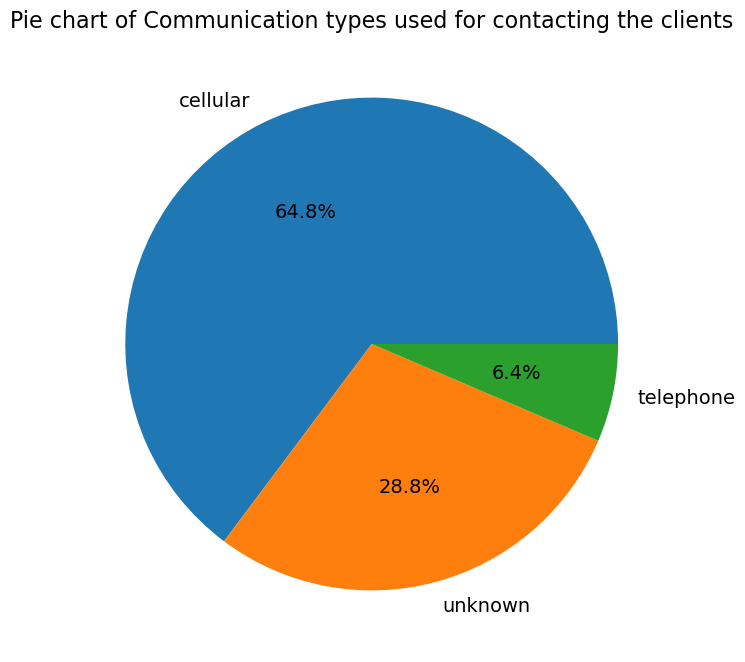 Pie chart of Communication types used for contacting the clients
cellular
64.8%
6.4%
telephone
28.8%
unknown